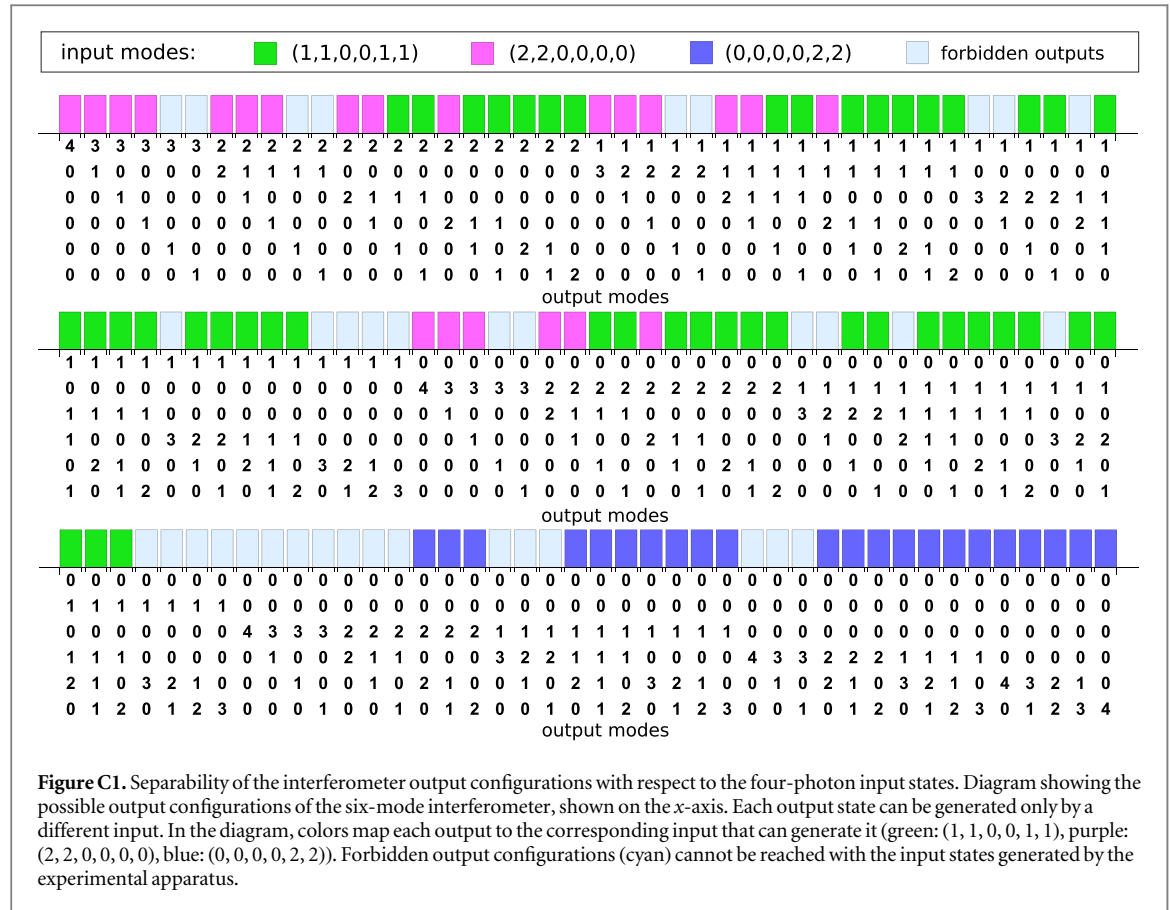 input modes: (1,1,0,0,1,1) (2,2,0,0,0,0) (0,0,0,0,2,2) forbidden outputs
4 3 3 3 3 3 2 2 2 2 2 2 2 2 2 2 2 2 2 2 2 1 1 1 1 1 1 1 1 1 1 1 1 1 1 1 1 1 1 1 1 1
0 1 0 0 0 0 2 1 1 1 1 0 0 0 0 0 0 0 0 0 0 3 2 2 2 2 1 1 1 1 1 1 1 1 1 1 0 0 0 0 0 0
0 0 1 0 0 0 0 1 0 0 0 2 1 1 1 0 0 0 0 0 0 0 1 0 0 0 2 1 1 1 0 0 0 0 0 0 3 2 2 2 1 1
0 0 0 1 0 0 0 0 1 0 0 0 1 0 0 2 1 1 0 0 0 0 0 1 0 0 0 1 0 0 2 1 1 0 0 0 0 1 0 0 2 1
0 0 0 0 1 0 0 0 0 1 0 0 0 1 0 0 1 0 2 1 0 0 0 0 1 0 0 0 1 0 0 1 0 2 1 0 0 0 1 0 0 1
0 0 0 0 0 1 0 0 0 0 1 0 0 0 1 0 0 1 0 1 2 0 0 0 0 1 0 0 0 1 0 0 1 0 1 2 0 0 0 1 0 0
output modes
1 1 1 1 1 1 1 1 1 1 1 1 1 1 0 0 0 0 0 0 0 0 0 0 0 0 0 0 0 0 0 0 0 0 0 0 0 0 0 0 0 0
0 0 0 0 0 0 0 0 0 0 0 0 0 0 4 3 3 3 3 2 2 2 2 2 2 2 2 2 2 1 1 1 1 1 1 1 1 1 1 1 1 1
1 1 1 1 0 0 0 0 0 0 0 0 0 0 0 1 0 0 0 2 1 1 1 0 0 0 0 0 0 3 2 2 2 1 1 1 1 1 1 0 0 0
1 0 0 0 3 2 2 1 1 1 0 0 0 0 0 0 1 0 0 0 1 0 0 2 1 1 0 0 0 0 1 0 0 2 1 1 0 0 0 3 2 2
0 2 1 0 0 1 0 2 1 0 3 2 1 0 0 0 0 1 0 0 0 1 0 0 1 0 2 1 0 0 0 1 0 0 1 0 2 1 0 0 1 0
1 0 1 2 0 0 1 0 1 2 0 1 2 3 0 0 0 0 1 0 0 0 1 0 0 1 0 1 2 0 0 0 1 0 0 1 0 1 2 0 0 1
output modes
0 0 0 0 0 0 0 0 0 0 0 0 0 0 0 0 0 0 0 0 0 0 0 0 0 0 0 0 0 0 0 0 0 0 0 0 0 0 0 0 0 0
1 1 1 1 1 1 1 0 0 0 0 0 0 0 0 0 0 0 0 0 0 0 0 0 0 0 0 0 0 0 0 0 0 0 0 0 0 0 0 0 0 0
0 0 0 0 0 0 0 4 3 3 3 2 2 2 2 2 2 1 1 1 1 1 1 1 1 1 1 0 0 0 0 0 0 0 0 0 0 0 0 0 0 0
1 1 1 0 0 0 0 0 1 0 0 2 1 1 0 0 0 3 2 2 1 1 1 0 0 0 0 4 3 3 2 2 2 1 1 1 1 0 0 0 0 0
2 1 0 3 2 1 0 0 0 1 0 0 1 0 2 1 0 0 1 0 2 1 0 3 2 1 0 0 1 0 2 1 0 3 2 1 0 4 3 2 1 0
0 1 2 0 1 2 3 0 0 0 1 0 0 1 0 1 2 0 0 1 0 1 2 0 1 2 3 0 0 1 0 1 2 0 1 2 3 0 1 2 3 4
output modes
Figure C1. Separability of the interferometer output configurations with respect to the four-photon input states. Diagram showing the
possible output configurations of the six-mode interferometer, shown on the x-axis. Each output state can be generated only by a
different input. In the diagram, colors map each output to the corresponding input that can generate it (green: (1, 1, 0, 0, 1, 1), purple:
(2, 2, 0, 0, 0, 0), blue: (0, 0, 0, 0, 2, 2)). Forbidden output configurations (cyan) cannot be reached with the input states generated by the
experimental apparatus.